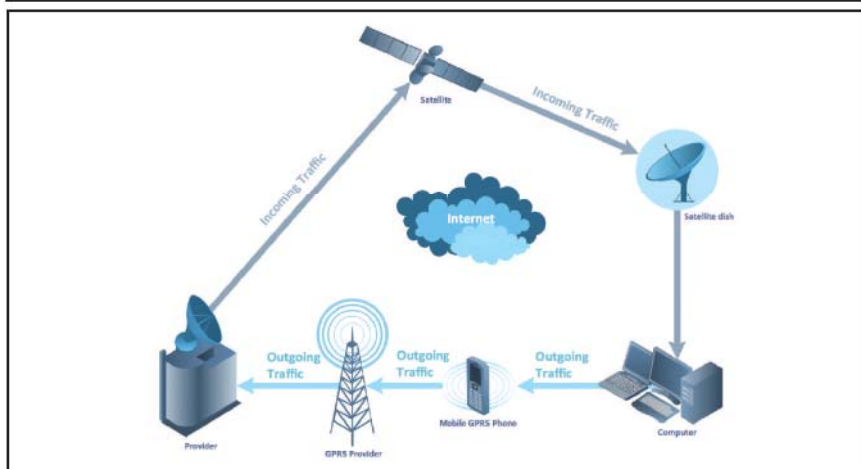 Satellite
Incoming Traffic
Incoming Traffic
Satellite dish
Internet
Outgoing
Traffic
Outgoing
Traffic
Outgoing
Traffic
Provider
GPRS Provider
Mobile GPRS Phone
Computer